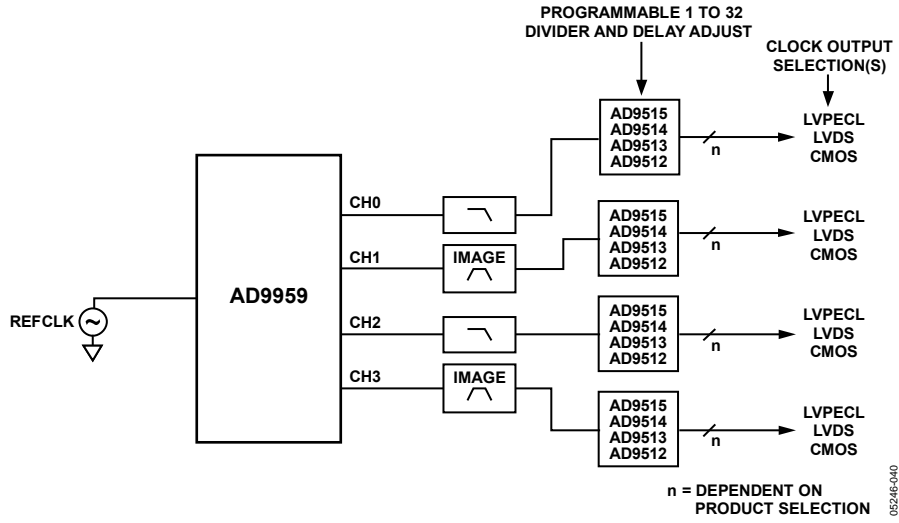 PROGRAMMABLE 1 TO 32
DIVIDER AND DELAY ADJUST
CLOCK OUTPUT
SELECTION(S)
AD9515
AD9514
AD9513
AD9512
n
LVPECL
LVDS
CMOS
CH0
CH1
IMAGE
AD9515
AD9514
AD9513
AD9512
n
LVPECL
LVDS
CMOS
AD9959
REFCLK
~
CH2
AD9515
AD9514
AD9513
AD9512
n
LVPECL
LVDS
CMOS
CH3
IMAGE
AD9515
AD9514
AD9513
AD9512
n
LVPECL
LVDS
CMOS
n = DEPENDENT ON
PRODUCT SELECTION
05246-040